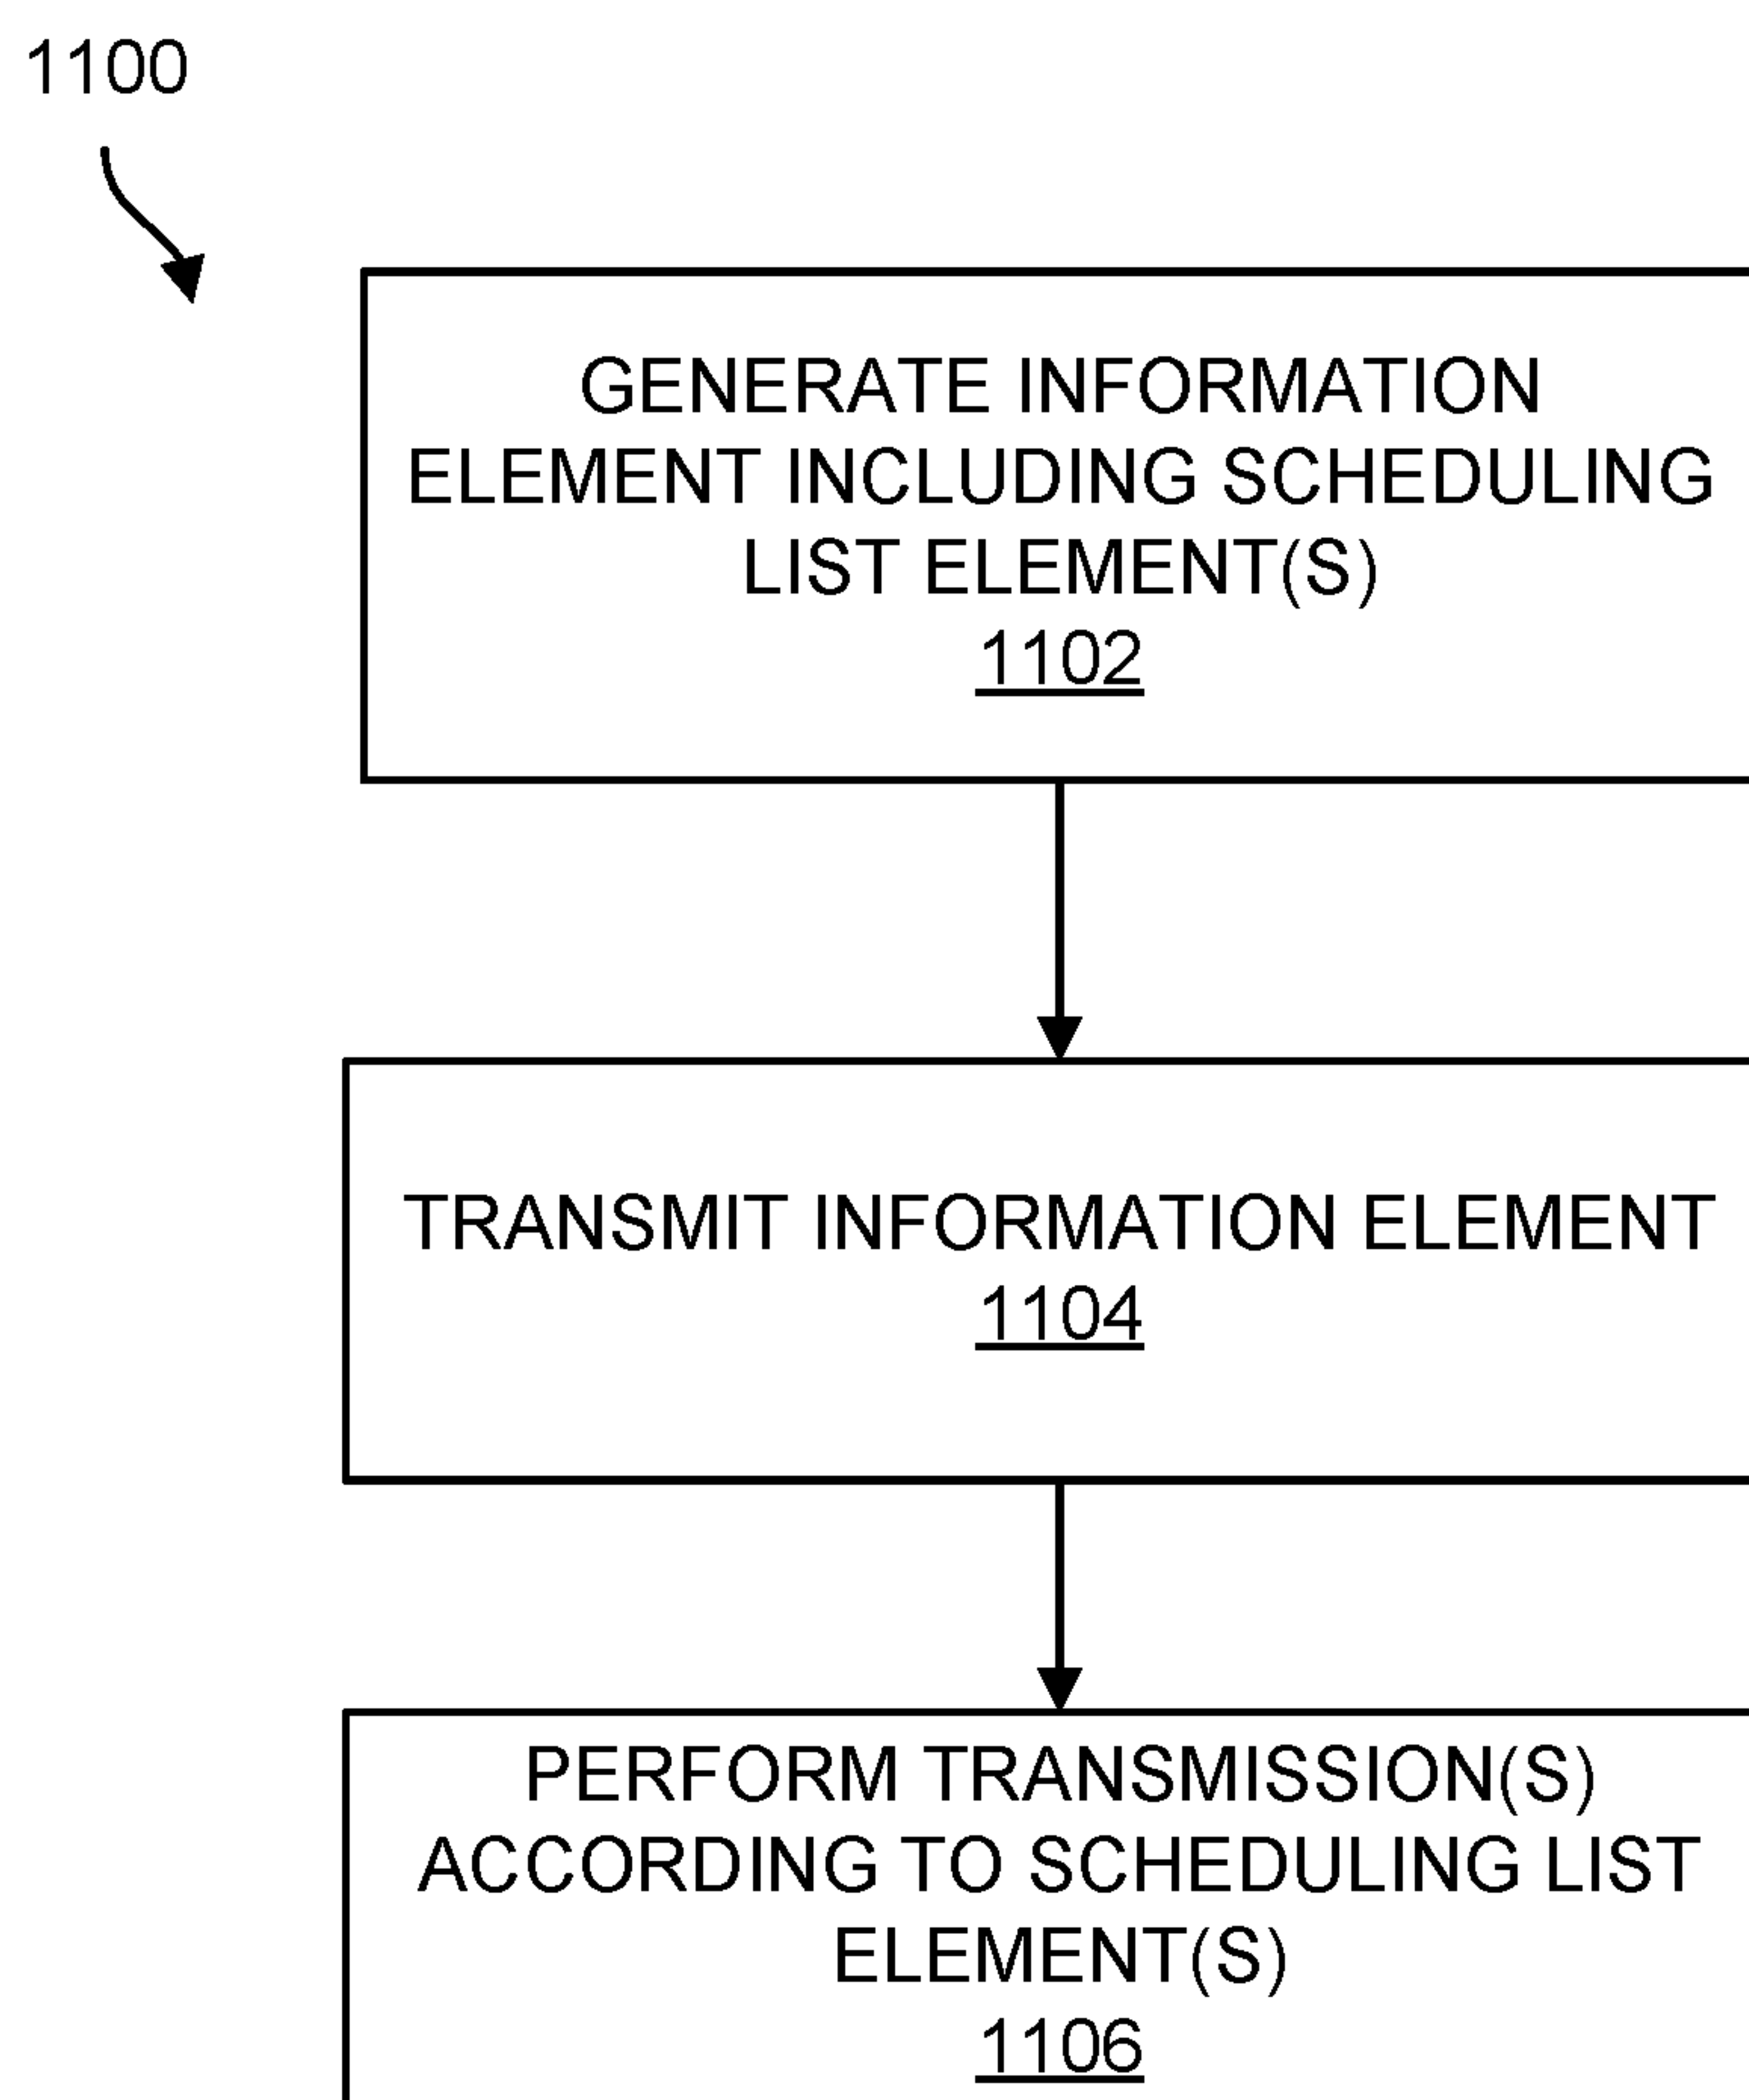 1100
GENERATE INFORMATION
ELEMENT INCLUDING SCHEDULING
LIST ELEMENT(S)
1102
TRANSMIT INFORMATION ELEMENT
1104
PERFORM TRANSMISSION(S)
ACCORDING TO SCHEDULING LIST
ELEMENT(S)
1106